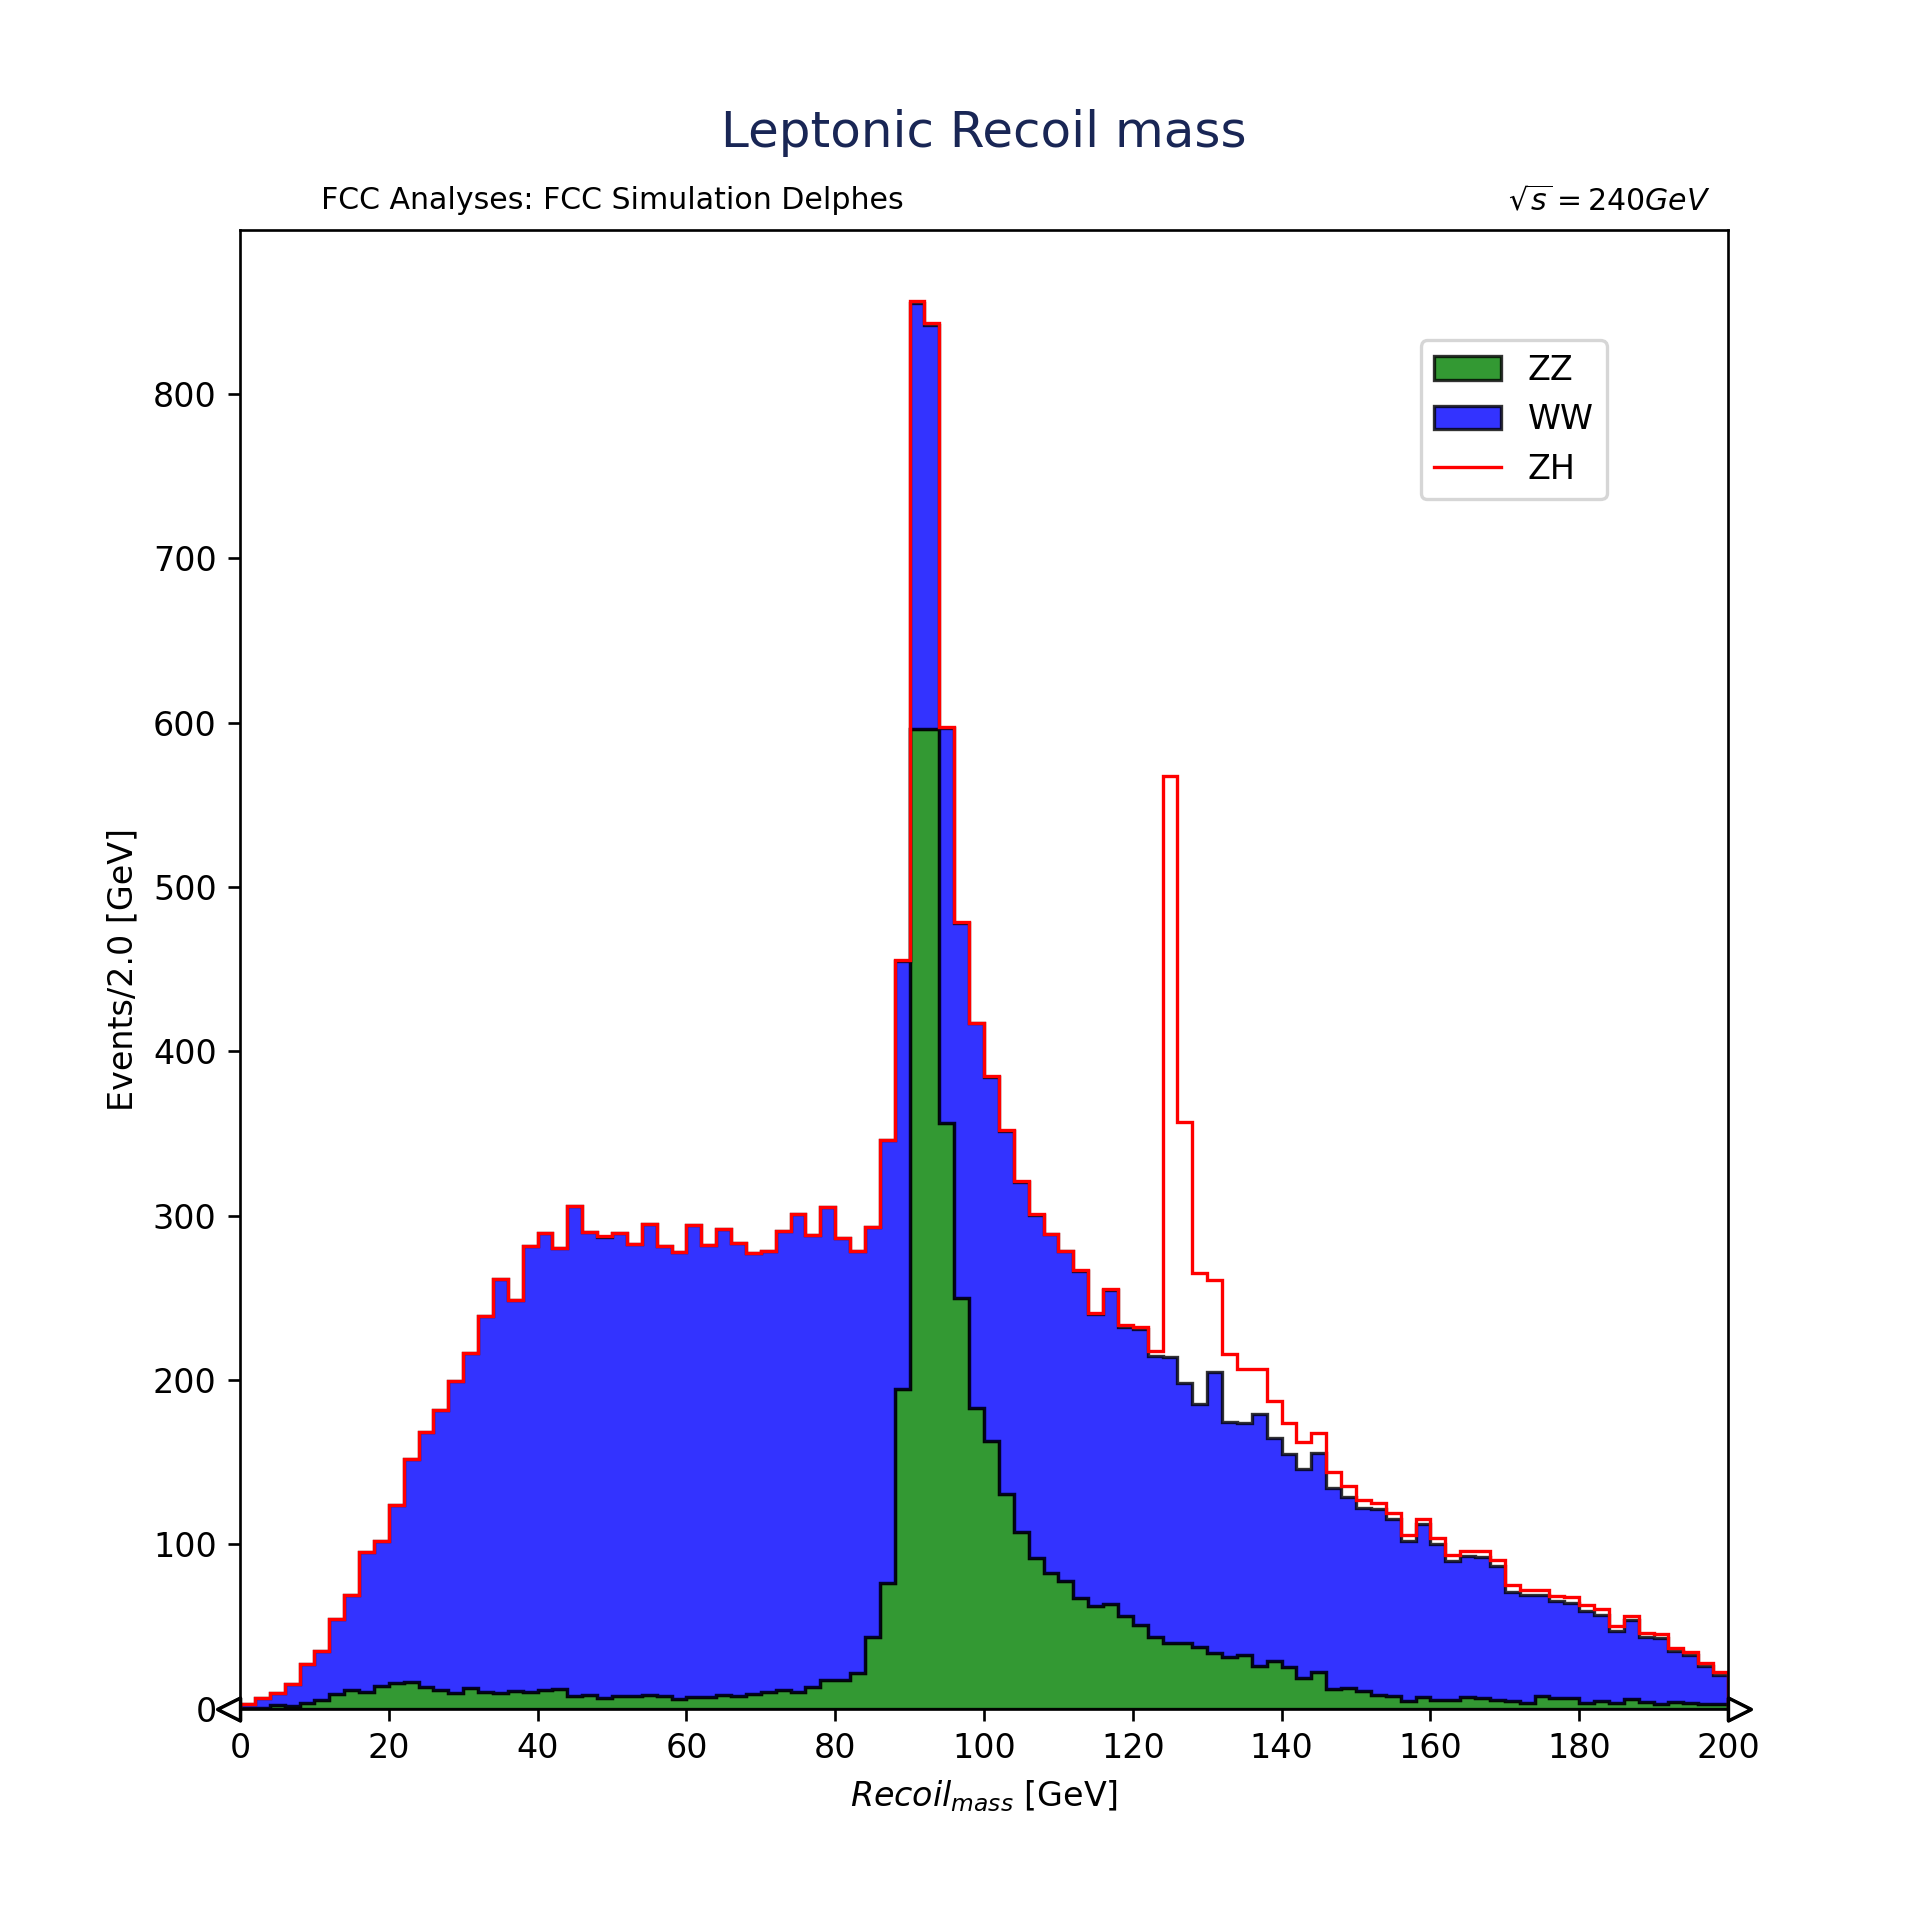 Leptonic Recoil mass
FCC Analyses: FCC Simulation Delphes
√s = 240GeV
ZZ
WW
ZH
800
700
600
500
400
300
200
100
0
Events/2.0 [GeV]
0 20 40 60 80 100 120 140 160 180 200
Recoil_mass [GeV]